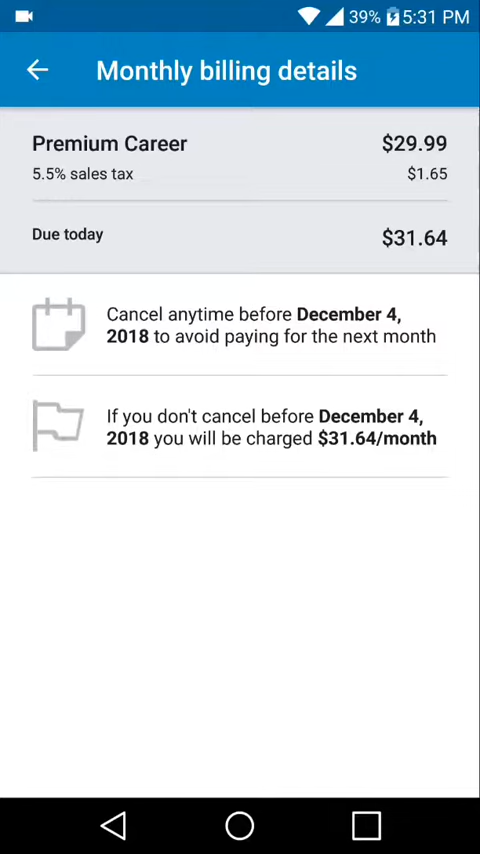 39% 5:31 PM
Monthly billing details
Premium Career $29.99
5.5% sales tax $1.65
Due today $31.64
Cancel anytime before December 4,
2018 to avoid paying for the next month
If you don't cancel before December 4,
2018 you will be charged $31.64/month